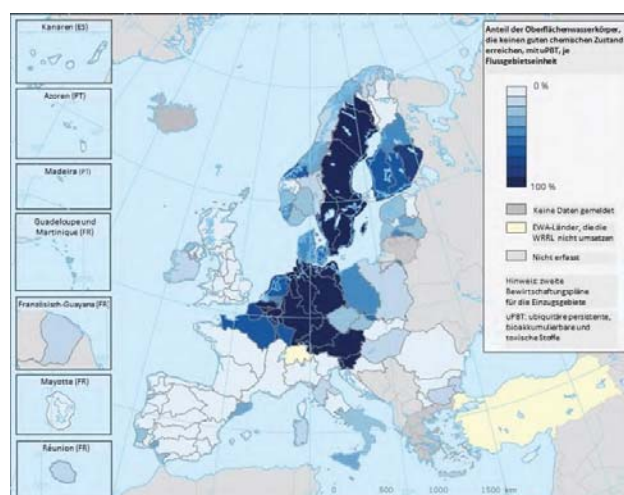 Kanaren (ES)
Azoren (PT)
Madeira (PT)
Guadeloupe und
Martinique (FR)
Französisch-Guayana (FR)
Mayotte (FR)
Réunion (FR)
Anteil der Oberflächenwasserkörper,
die keinen guten chemischen Zustand
erreichen, mit uPBT, je
Flussgebietseinheit
0 %
100 %
Keine Daten gemeldet
EWA-Länder, die die
WRRL nicht umsetzen
Nicht erfasst
Hinweis: zweite
Bewirtschaftungspläne
für die Einzugsgebiete
uPBT: ubiquitäre persistente,
bioakkumulierbare und
toxische Stoffe
0 500 1000 1500 km